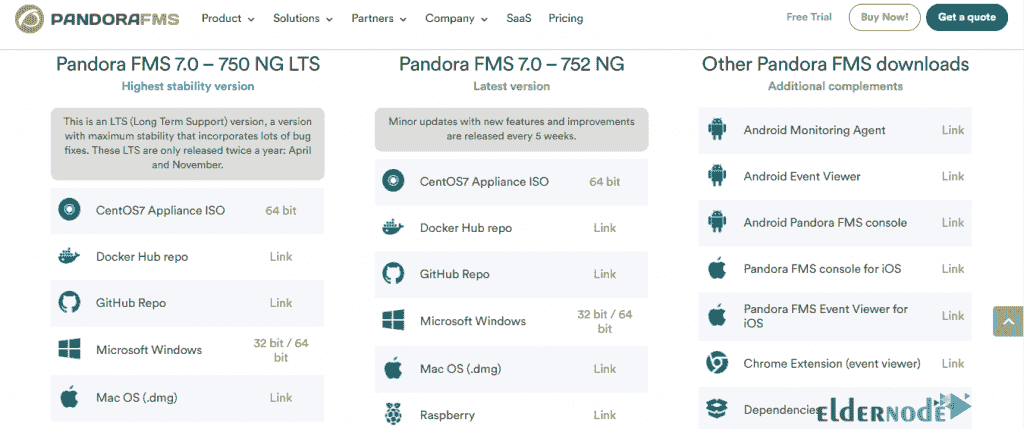 PANDORAFMS
Product
Solutions
Partners
Company
SaaS
Pricing
Free Trial
Buy Now!
Get a quote
Pandora FMS 7.0 – 750 NG LTS
Highest stability version
This is an LTS (Long Term Support) version, a version
with maximum stability that incorporates lots of bug
fixes. These LTS are only released twice a year: April
and November.
CentOS7 Appliance ISO 64 bit
Docker Hub repo Link
GitHub Repo Link
Microsoft Windows 32 bit / 64
bit
Mac OS (.dmg) Link
Pandora FMS 7.0 – 752 NG
Latest version
Minor updates with new features and improvements
are released every 5 weeks.
CentOS7 Appliance ISO 64 bit
Docker Hub repo Link
GitHub Repo Link
Microsoft Windows 32 bit / 64
bit
Mac OS (.dmg) Link
Raspberry Link
Other Pandora FMS downloads
Additional complements
Android Monitoring Agent Link
Android Event Viewer Link
Android Pandora FMS console Link
Pandora FMS console for iOS Link
Pandora FMS Event Viewer for
iOS Link
Chrome Extension (event viewer) Link
Dependencies
ELDERNODE